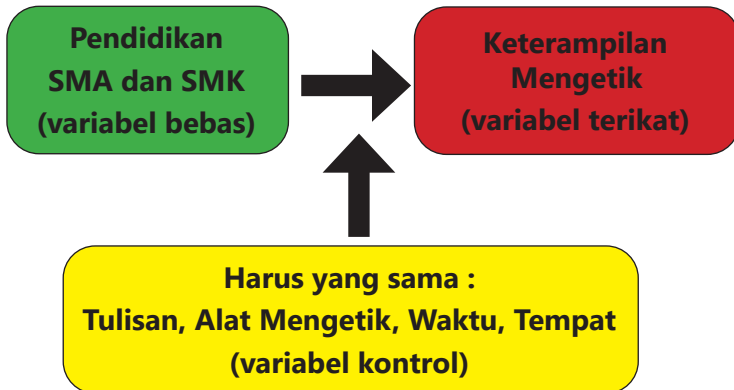 Pendidikan
SMA dan SMK
(variabel bebas)
Keterampilan
Mengetik
(variabel terikat)
Harus yang sama :
Tulisan, Alat Mengetik, Waktu, Tempat
(variabel kontrol)